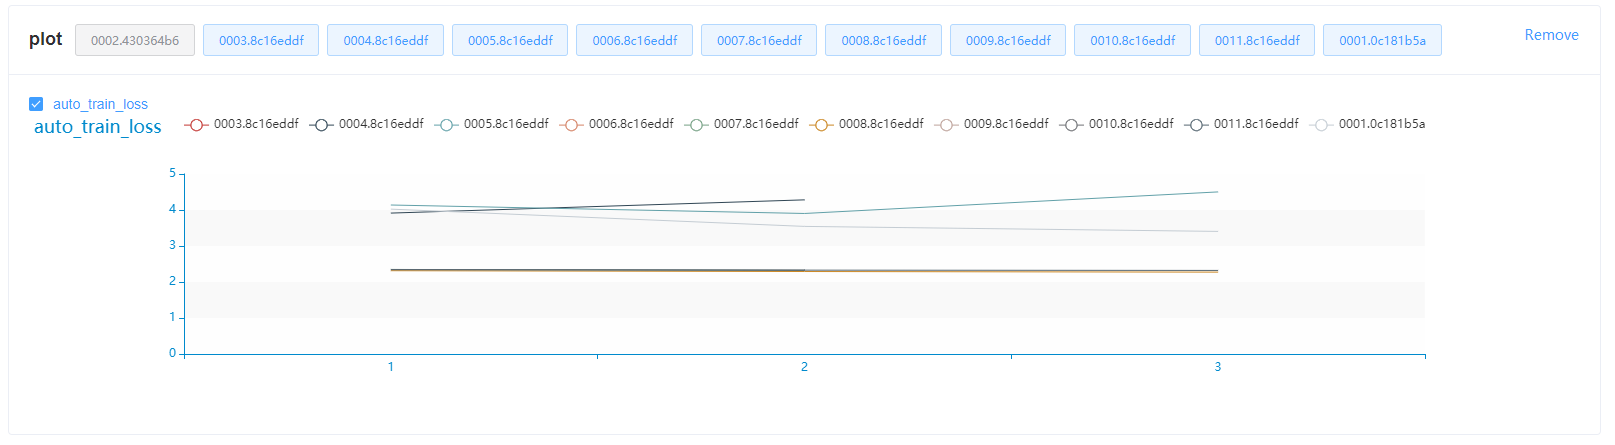 plot 0002.430364b6 0003.8c16eddf 0004.8c16eddf 0005.8c16eddf 0006.8c16eddf 0007.8c16eddf 0008.8c16eddf 0009.8c16eddf 0010.8c16eddf 0011.8c16eddf 0001.0c181b5a Remove
auto_train_loss
auto_train_loss 0003.8c16eddf 0004.8c16eddf 0005.8c16eddf 0006.8c16eddf 0007.8c16eddf 0008.8c16eddf 0009.8c16eddf 0010.8c16eddf 0011.8c16eddf 0001.0c181b5a
5
4
3
2
1
0
1 2 3